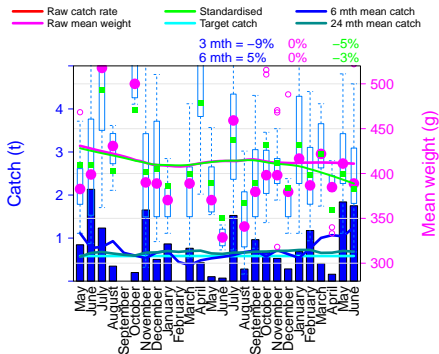 Raw catch rate Standardised 6 mth mean catch
Raw mean weight Target catch 24 mth mean catch
3 mth = −9% 0% −5%
6 mth = 5% 0% −3%
Catch (t)
5
4
3
2
1
500
450
400
350
300
Mean weight (g)
May
June
July
August
September
October
November
December
January
February
March
April
May
June
July
August
September
October
November
December
January
February
March
April
May
June